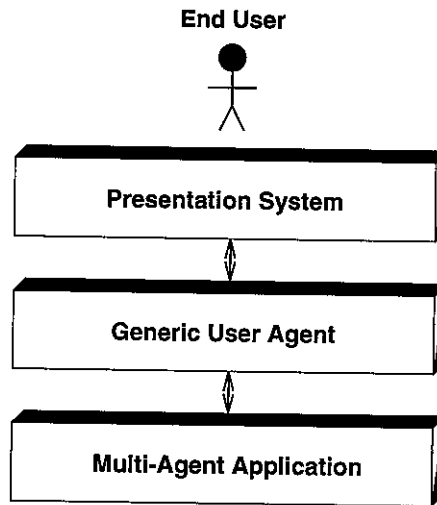 End User
Presentation System
Generic User Agent
Multi-Agent Application